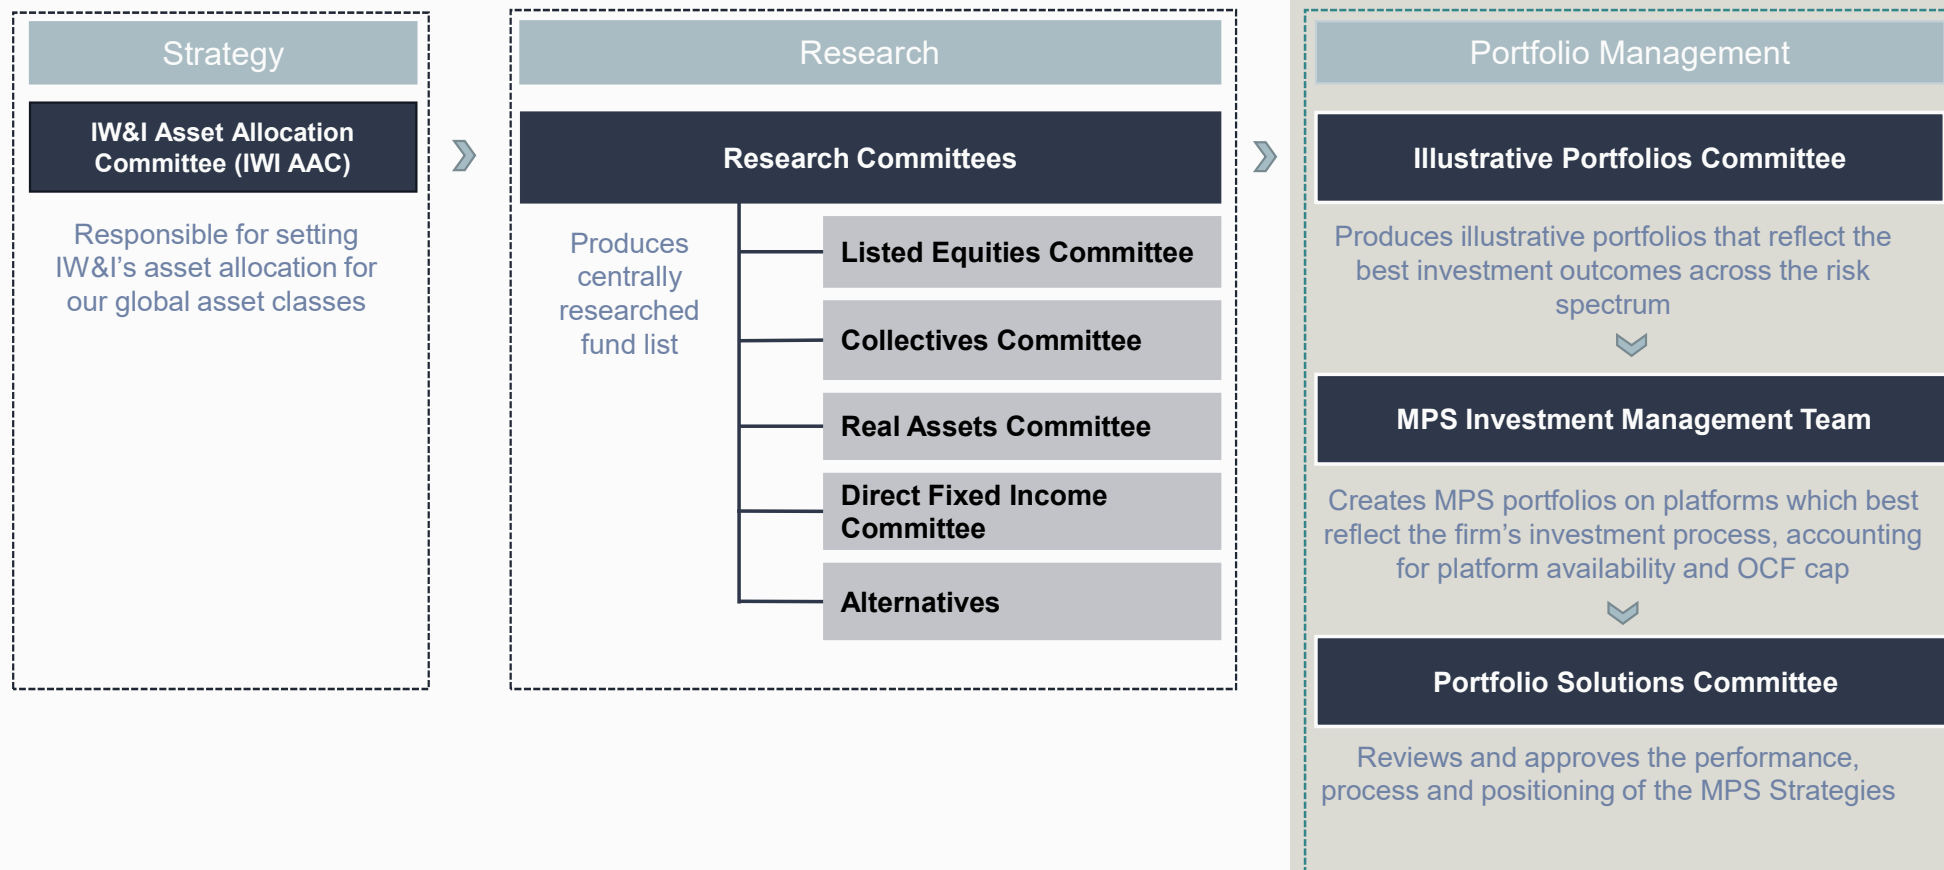 Strategy
IW&I Asset Allocation
Committee (IWI AAC)
Responsible for setting
IW&I’s asset allocation for
our global asset classes
Research
Research Committees
Produces
centrally
researched
fund list
Listed Equities Committee
Collectives Committee
Real Assets Committee
Direct Fixed Income
Committee
Alternatives
Portfolio Management
Illustrative Portfolios Committee
Produces illustrative portfolios that reflect the
best investment outcomes across the risk
spectrum
MPS Investment Management Team
Creates MPS portfolios on platforms which best
reflect the firm’s investment process, accounting
for platform availability and OCF cap
Portfolio Solutions Committee
Reviews and approves the performance,
process and positioning of the MPS Strategies